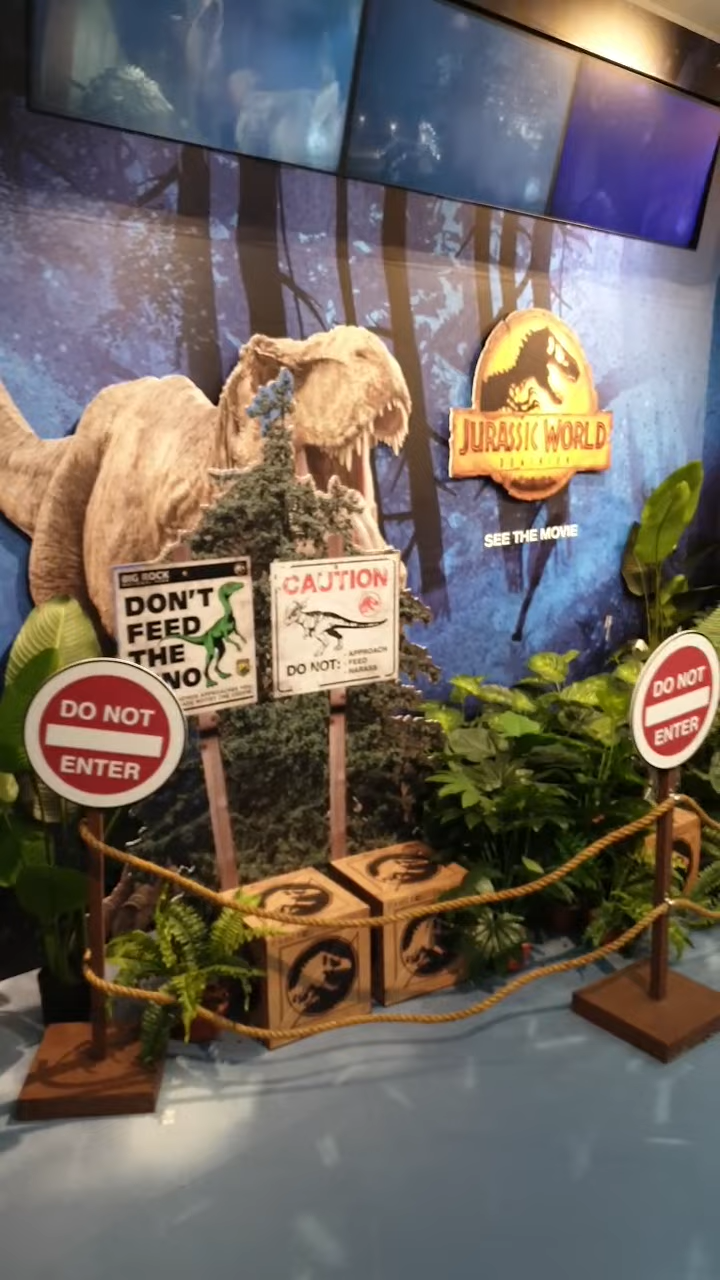 JURASSIC WORLD
DOMINION
SEE THE MOVIE
BIG ROCK
DON'T
FEED
THE
NO
CAUTION
DO NOT:
- APPROACH
- FEED
- HARASS
DO NOT
ENTER
DO NOT
ENTER